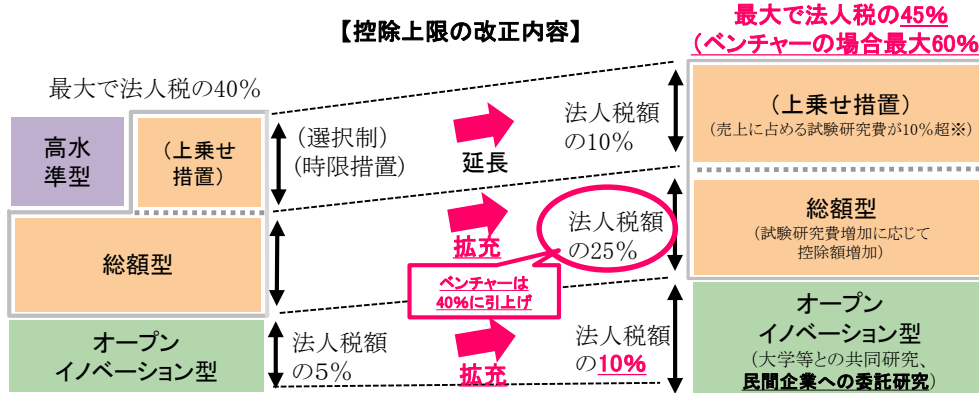 【控除上限の改正内容】
最大で法人税の45%
(ベンチャーの場合最大60%
最大で法人税の40%
高水
準型
(上乗せ
措置)
(選択制)
(時限措置)
延長
法人税額
の10%
(上乗せ措置)
(売上に占める試験研究費が10%超※)
総額型
拡充
法人税額
の25%
ベンチャーは
40%に引上げ
総額型
(試験研究費増加に応じて
控除額増加)
オープン
イノベーション型
法人税額
の5%
拡充
法人税額
の10%
オープン
イノベーション型
(大学等との共同研究、
民間企業への委託研究)